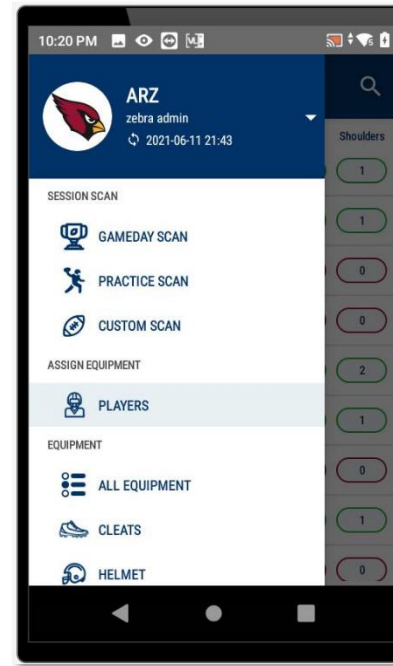 10:20 PM
ARZ
zebra admin
2021-06-11 21:43
Shoulders
1
SESSION SCAN
GAMEDAY SCAN
1
PRACTICE SCAN
0
CUSTOM SCAN
0
ASSIGN EQUIPMENT
2
PLAYERS
1
EQUIPMENT
ALL EQUIPMENT
0
CLEATS
1
HELMET
0